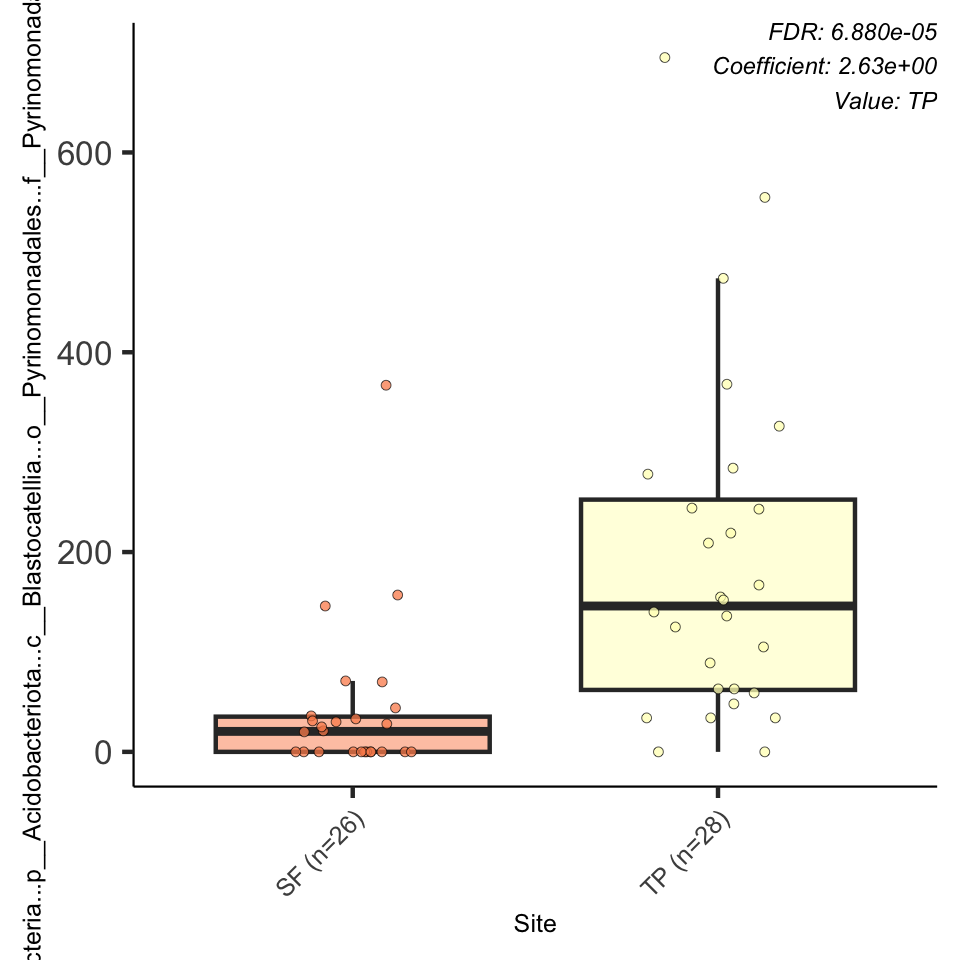 FDR: 6.880e-05
Coefficient: 2.63e+00
Value: TP
cteria...p__Acidobacteriota...c__Blastocatellia...o__Pyrinomonadales...f__Pyrinomonada
600
400
200
0
SF (n=26)
TP (n=28)
Site